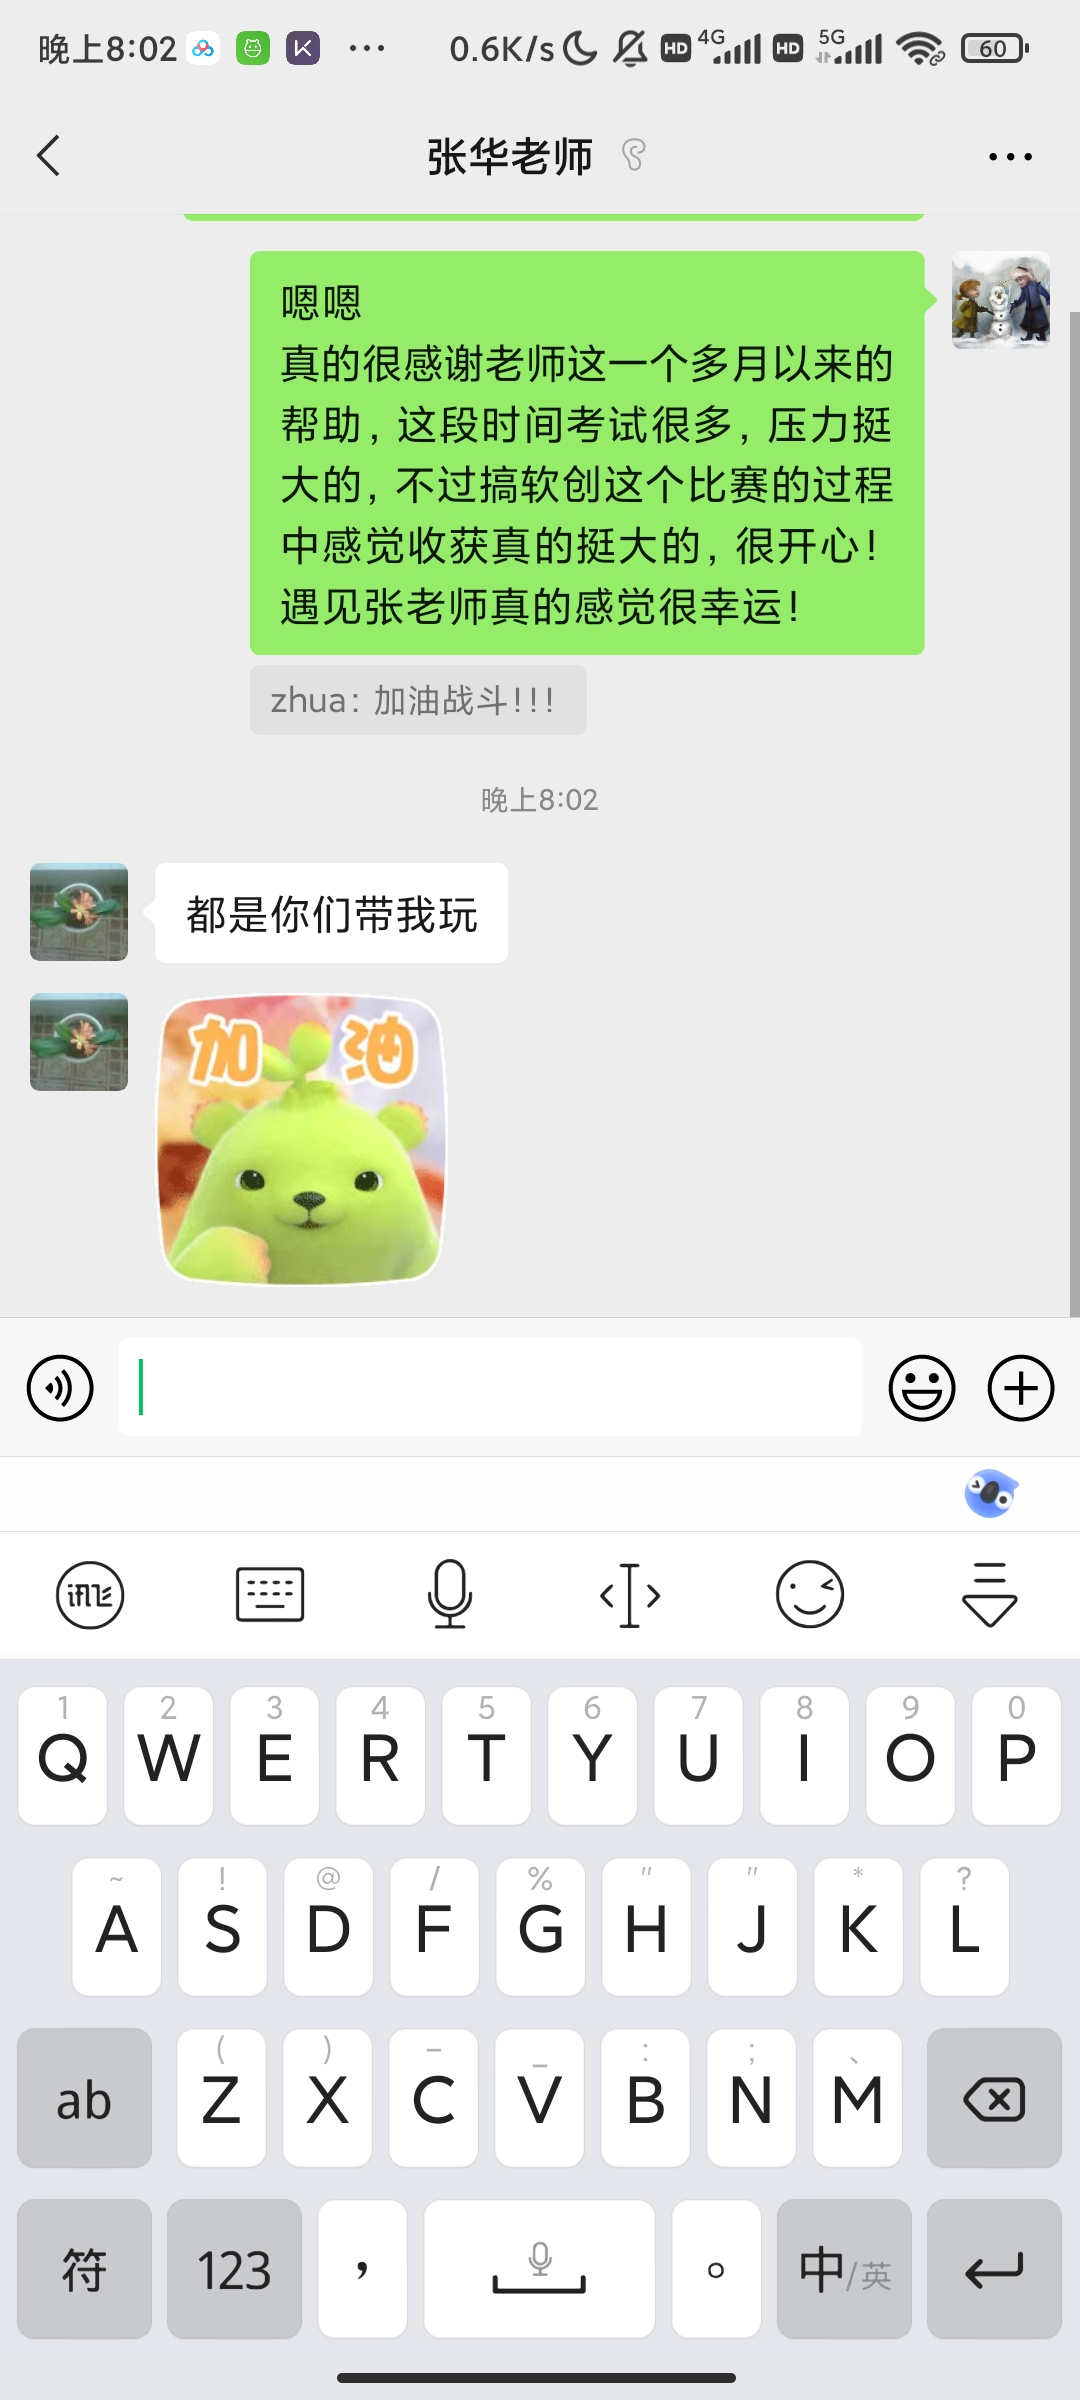 晚上8:02
0.6K/s
HD
4G
HD
5G
60
张华老师
嗯嗯
真的很感谢老师这一个多月以来的
帮助，这段时间考试很多，压力挺
大的，不过搞软创这个比赛的过程
中感觉收获真的挺大的，很开心！
遇见张老师真的感觉很幸运！
zhua：加油战斗!!!
晚上8:02
都是你们带我玩
加油
1 2 3 4 5 6 7 8 9 0
Q W E R T Y U I O P
~ ! @ / % " " * ?
A S D F G H J K L
( ) – _ : ; 、
ab Z X C V B N M
符 123 ， 。 中/英